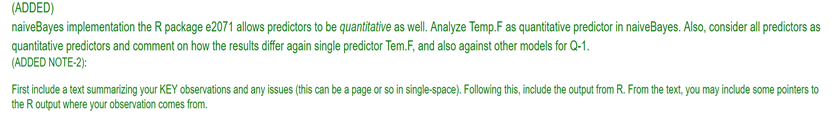 (ADDED)
naiveBayes implementation the R package e2071 allows predictors to be quantitative as well. Analyze Temp.F as quantitative predictor in naiveBayes. Also, consider all predictors as
quantitative predictors and comment on how the results differ again single predictor Tem.F, and also against other models for Q-1.
(ADDED NOTE-2):
First include a text summarizing your KEY observations and any issues (this can be a page or so in single-space). Following this, include the output from R. From the text, you may include some pointers to
the R output where your observation comes from.